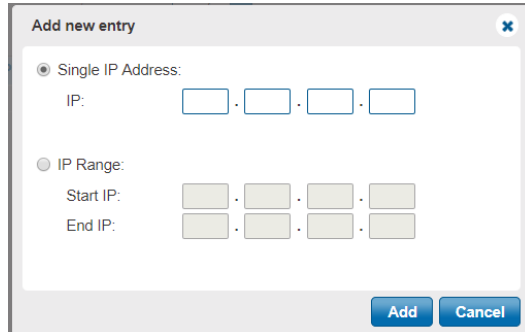 Add new entry
Single IP Address:
IP: . . .
IP Range:
Start IP: . . .
End IP: . . .
Add Cancel